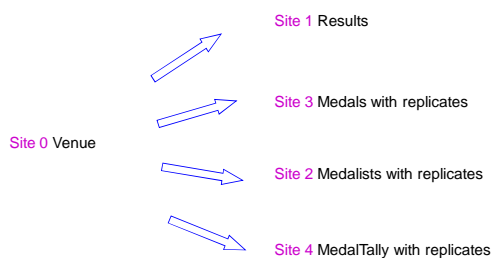 Site 1 Results
Site 3 Medals with replicates
Site 0 Venue
Site 2 Medalists with replicates
Site 4 MedalTally with replicates